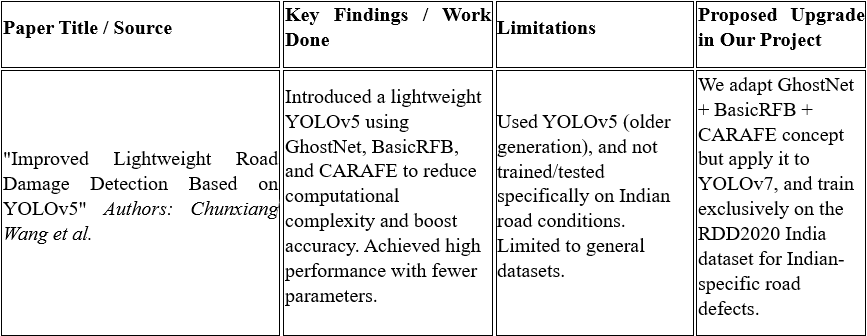 Paper Title / Source
Key Findings / Work
Done
Limitations
Proposed Upgrade
in Our Project
"Improved Lightweight Road
Damage Detection Based on
YOLOv5" Authors: Chunxiang
Wang et al.
Introduced a lightweight
YOLOv5 using
GhostNet, BasicRFB,
and CARAFE to reduce
computational
complexity and boost
accuracy. Achieved high
performance with fewer
parameters.
Used YOLOv5 (older
generation), and not
trained/tested
specifically on Indian
road conditions.
Limited to general
datasets.
We adapt GhostNet
+ BasicRFB +
CARAFE concept
but apply it to
YOLOv7, and train
exclusively on the
RDD2020 India
dataset for Indian-
specific road
defects.